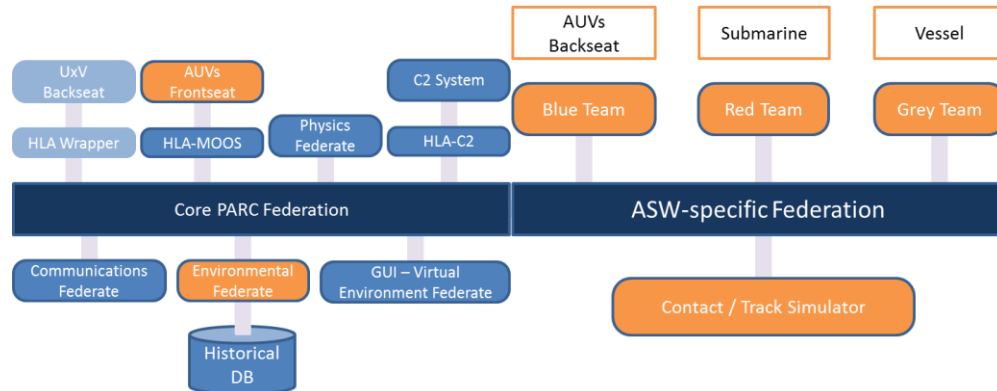 AUVs
Backseat
Submarine
Vessel
UxV
Backseat
AUVs
Frontseat
C2 System
Blue Team
Red Team
Grey Team
HLA Wrapper
HLA-MOOS
Physics
Federate
HLA-C2
Core PARC Federation
ASW-specific Federation
Communications
Federate
Environmental
Federate
GUI – Virtual
Environment Federate
Contact / Track Simulator
Historical
DB